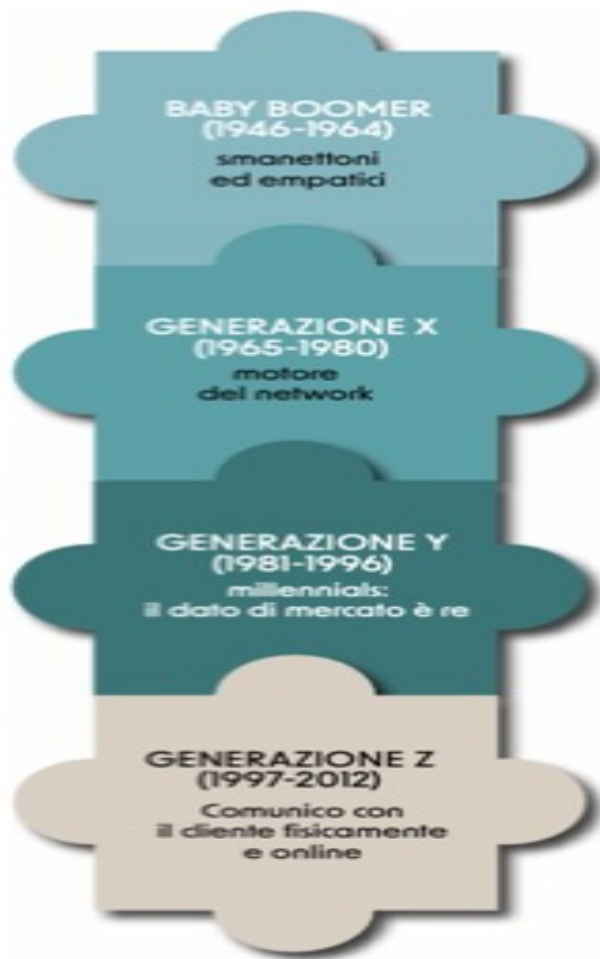 BABY BOOMER
(1946-1964)
smanettoni
ed empatici
GENERAZIONE X
(1965-1980)
motore
del network
GENERAZIONE Y
(1981-1996)
millennials:
il dato di mercato è re
GENERAZIONE Z
(1997-2012)
Comunico con
il cliente fisicamente
e online